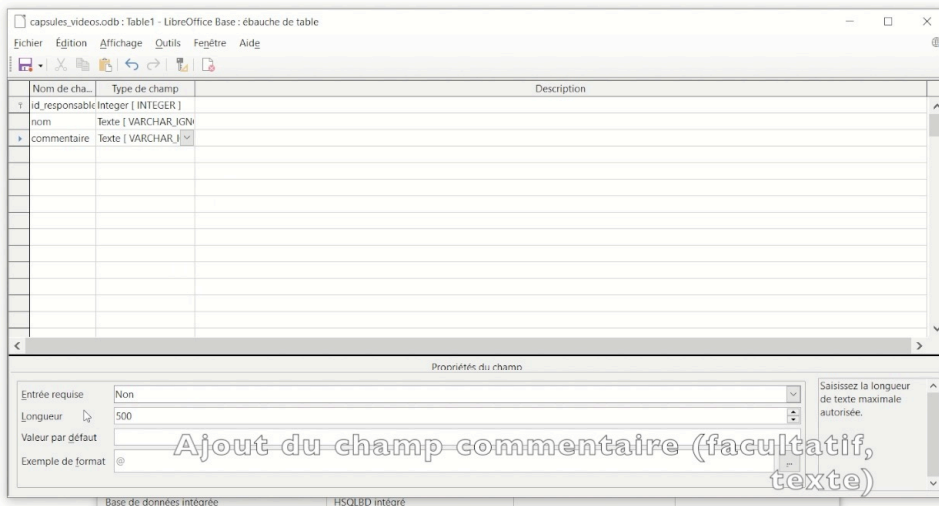 capsules_videos.odb : Table1 - LibreOffice Base : ébauche de table
Fichier Édition Affichage Outils Fenêtre Aide
Nom de cha... Type de champ Description
id_responsable Integer [ INTEGER ]
nom Texte [ VARCHAR_IGN
commentaire Texte [ VARCHAR_I
Propriétés du champ
Entrée requise Non
Longueur 500
Valeur par défaut
Exemple de format @ ...
Saisissez la longueur
de texte maximale
autorisée.
Ajout du champ commentaire (facultatif,
texte)
Base de données intégrée HSQLBD intégré